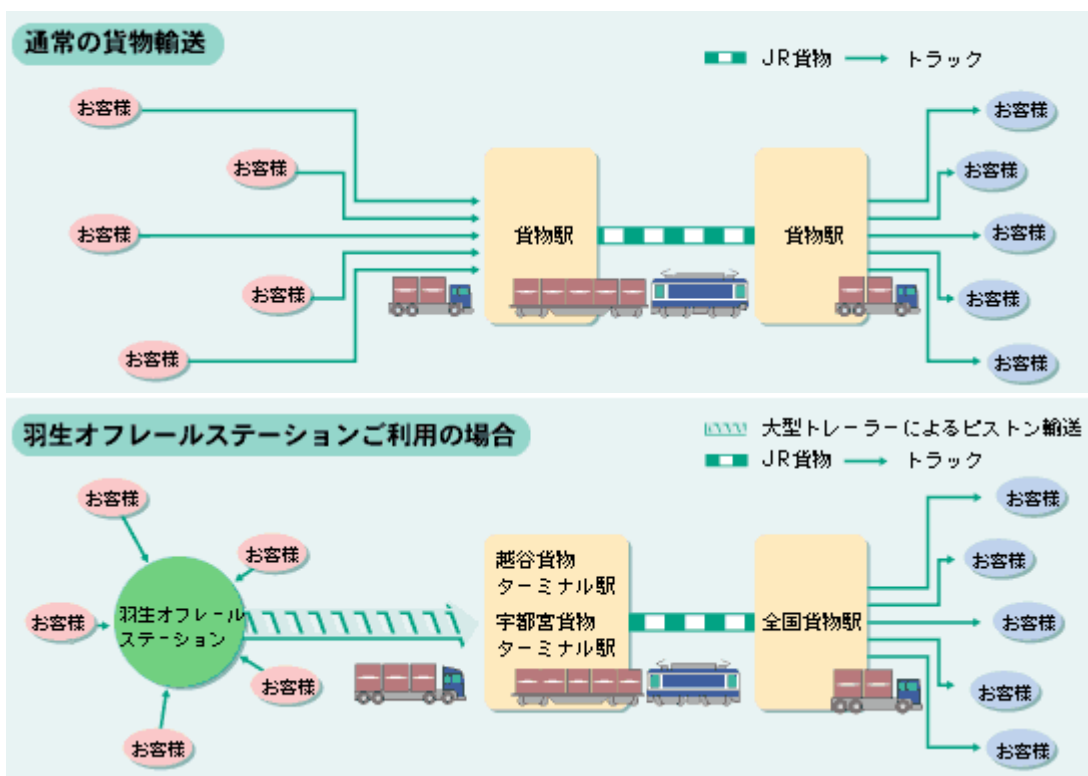 通常の貨物輸送
JR貨物 トラック
お客様
お客様
お客様
お客様
お客様
貨物駅
貨物駅
お客様
お客様
お客様
お客様
お客様
羽生オフレールステーションご利用の場合
大型トレーラーによるピストン輸送
JR貨物 トラック
お客様
お客様
お客様
お客様
お客様
羽生オフレール
ステーション
越谷貨物
ターミナル駅
宇都宮貨物
ターミナル駅
全国貨物駅
お客様
お客様
お客様
お客様
お客様